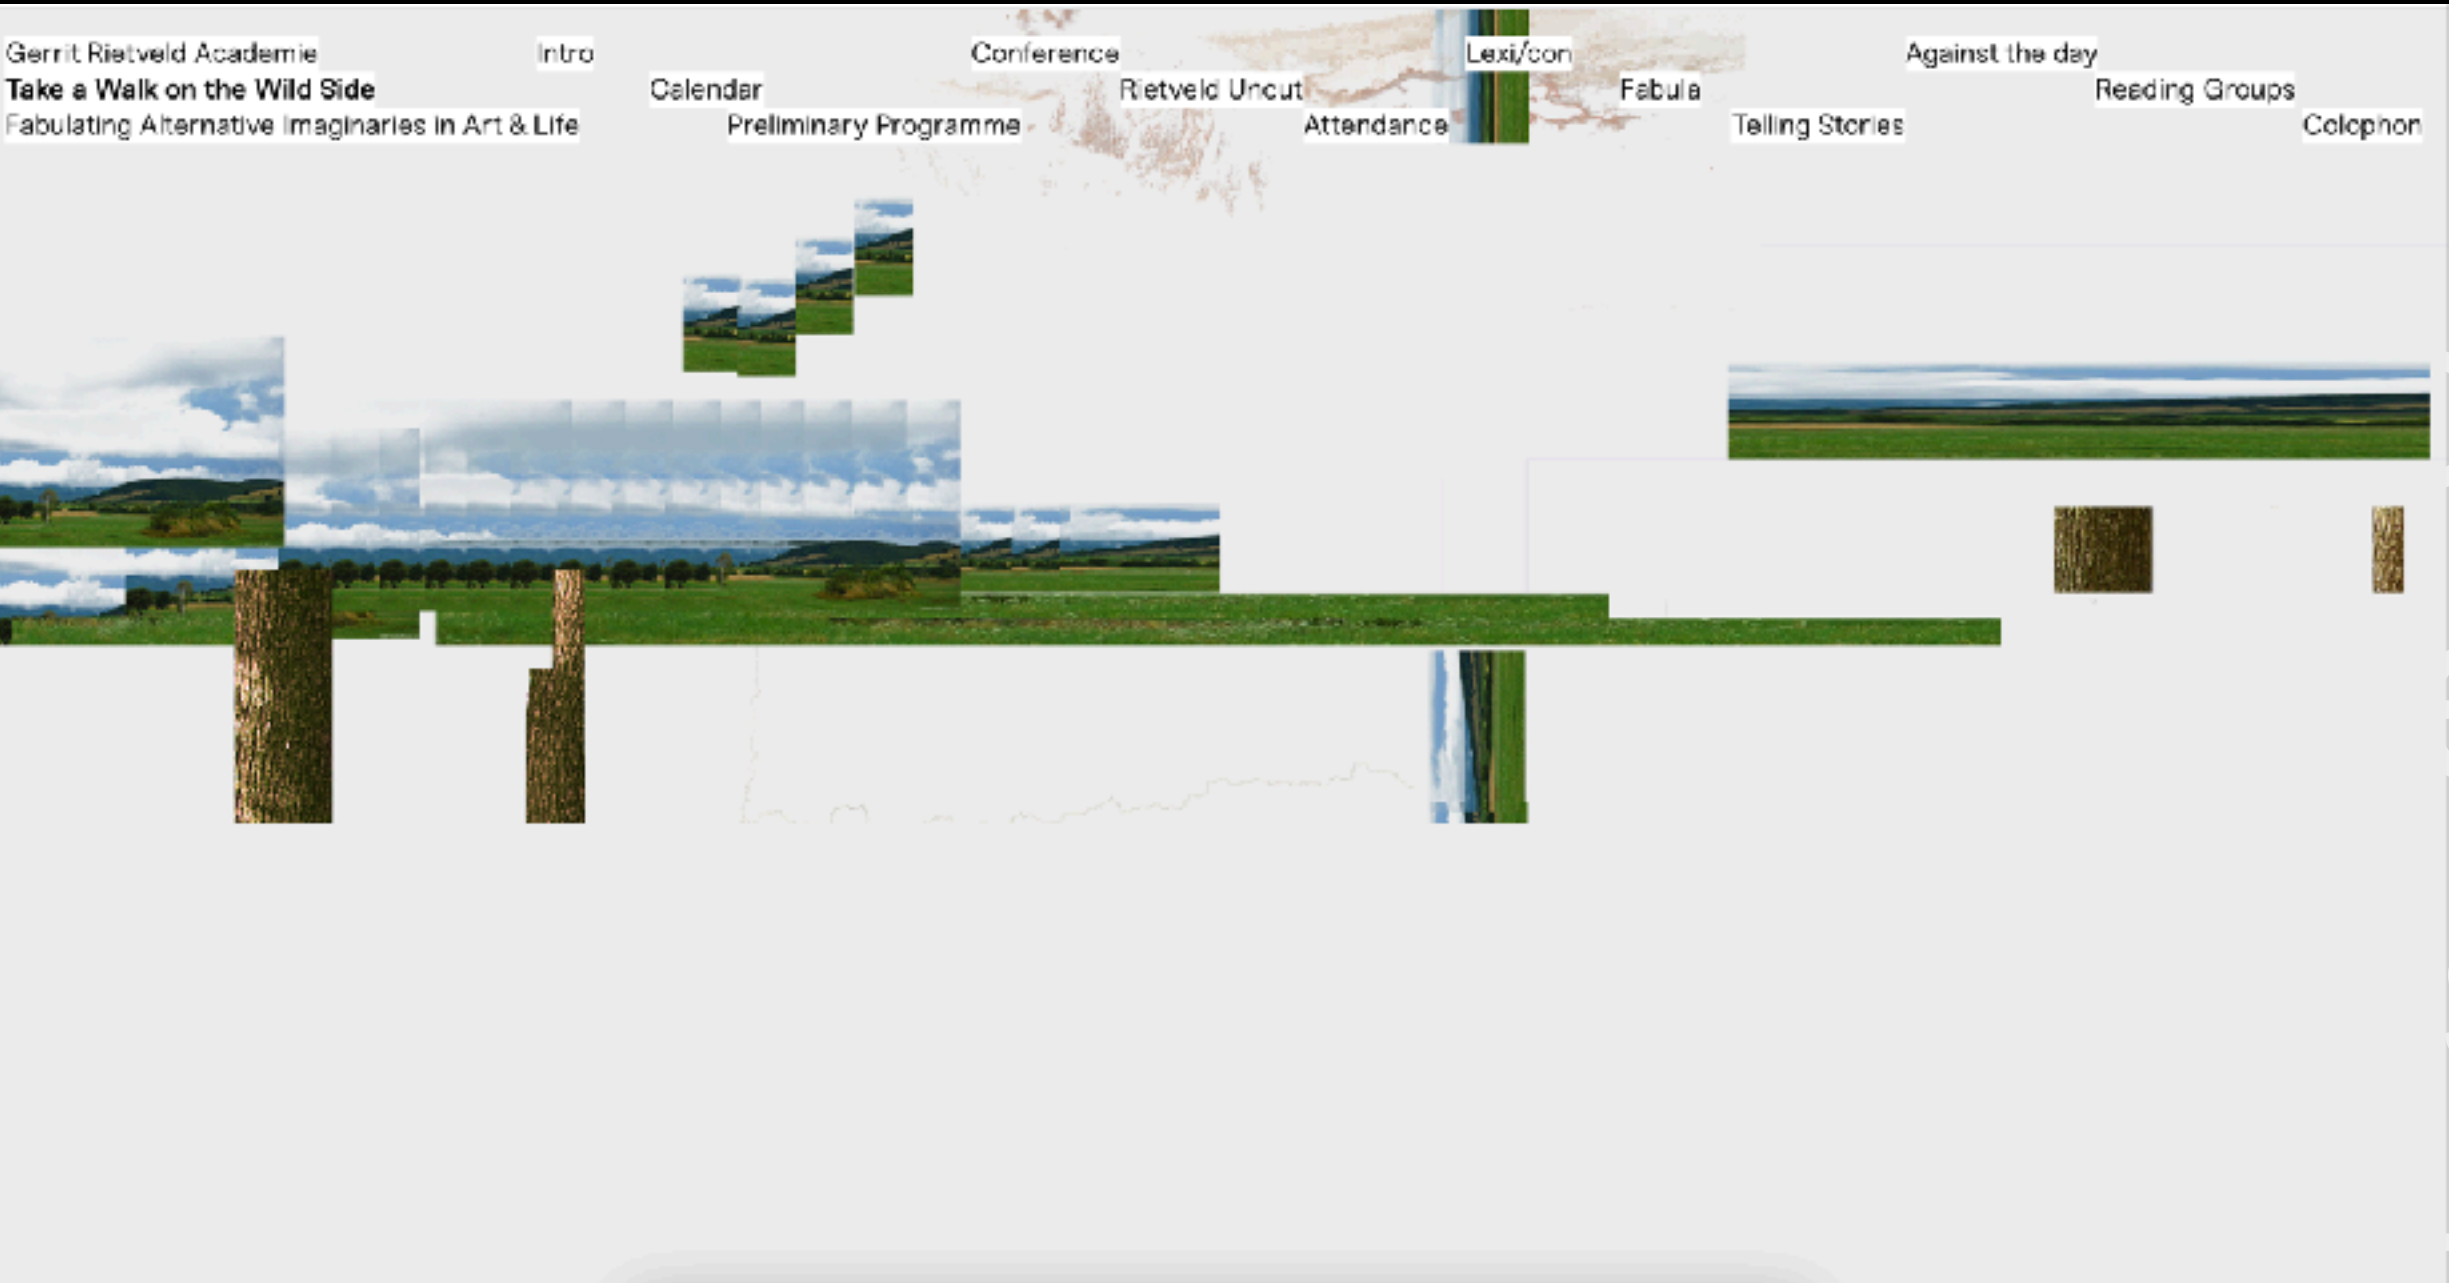 Gerrit Rietveld Academie
Take a Walk on the Wild Side
Fabulating Alternative Imaginaries in Art & Life
Intro
Calendar
Preliminary Programme
Conference
Rietveld Uncut
Attendance
Lexi/con
Fabula
Telling Stories
Against the day
Reading Groups
Colophon